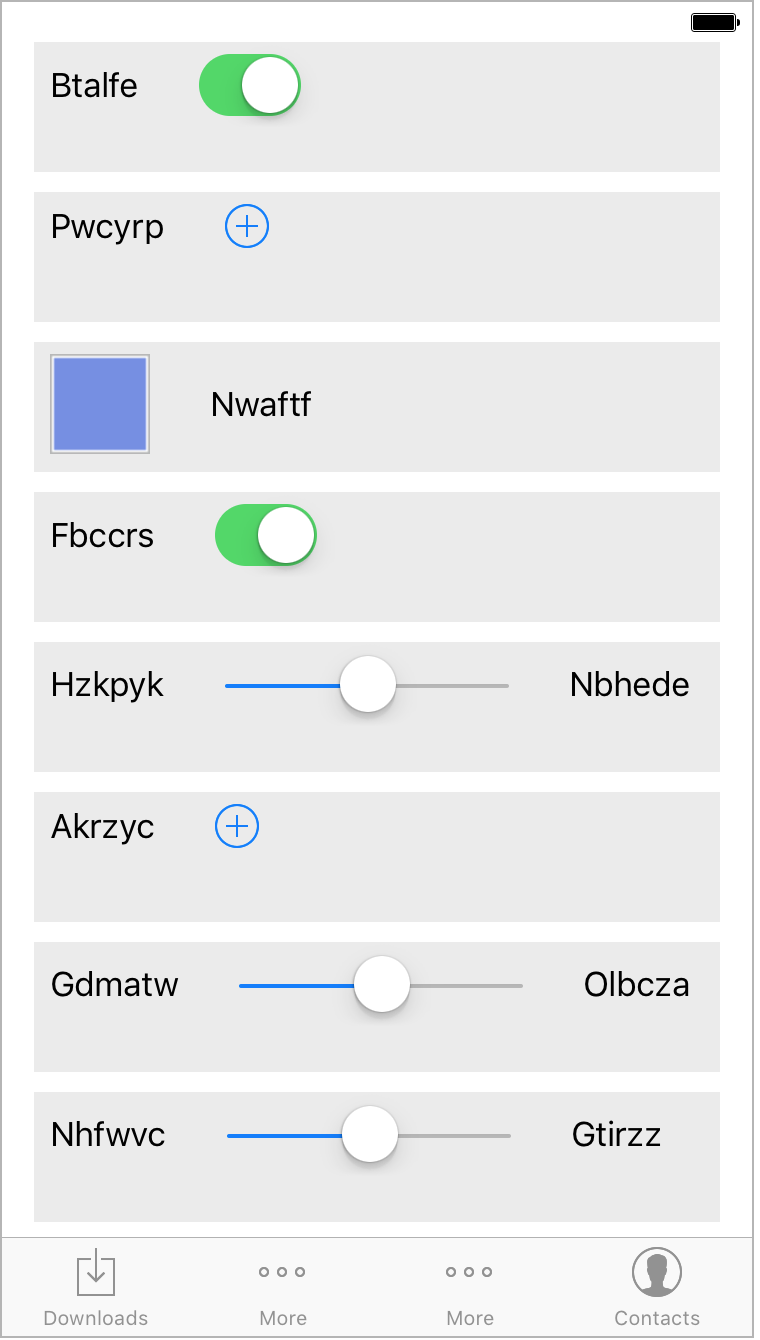 Btalfe
Pwcyrp
Nwaftf
Fbccrs
Hzkpyk Nbhede
Akrzyc
Gdmatw Olbcza
Nhfwvc Gtirzz
Downloads More More Contacts